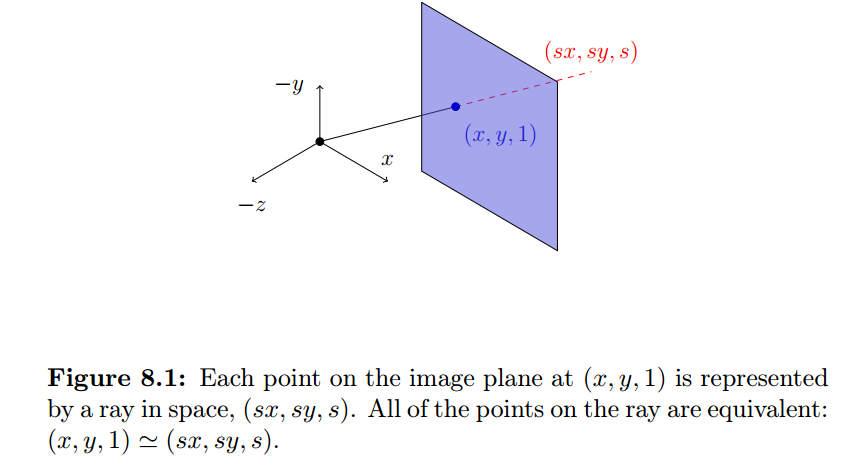 (sx, sy, s)
−y
(x, y, 1)
x
−z
Figure 8.1: Each point on the image plane at (x, y, 1) is represented
by a ray in space, (sx, sy, s). All of the points on the ray are equivalent:
(x, y, 1) ≃ (sx, sy, s).